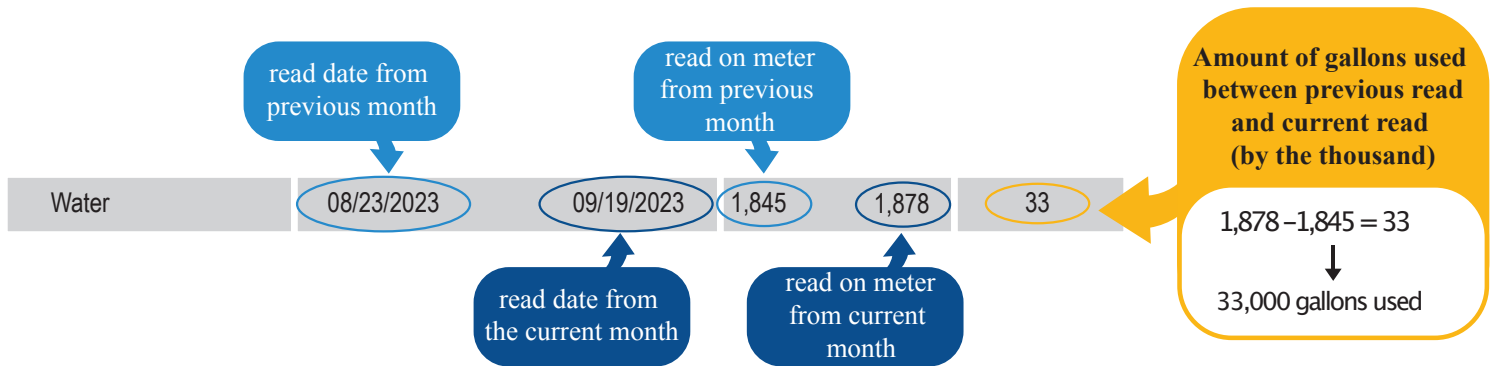 read date from
previous month
read on meter
from previous
month
Amount of gallons used
between previous read
and current read
(by the thousand)
Water 08/23/2023 09/19/2023 1,845 1,878 33
1,878 –1,845 = 33
33,000 gallons used
read date from
the current month
read on meter
from current
month